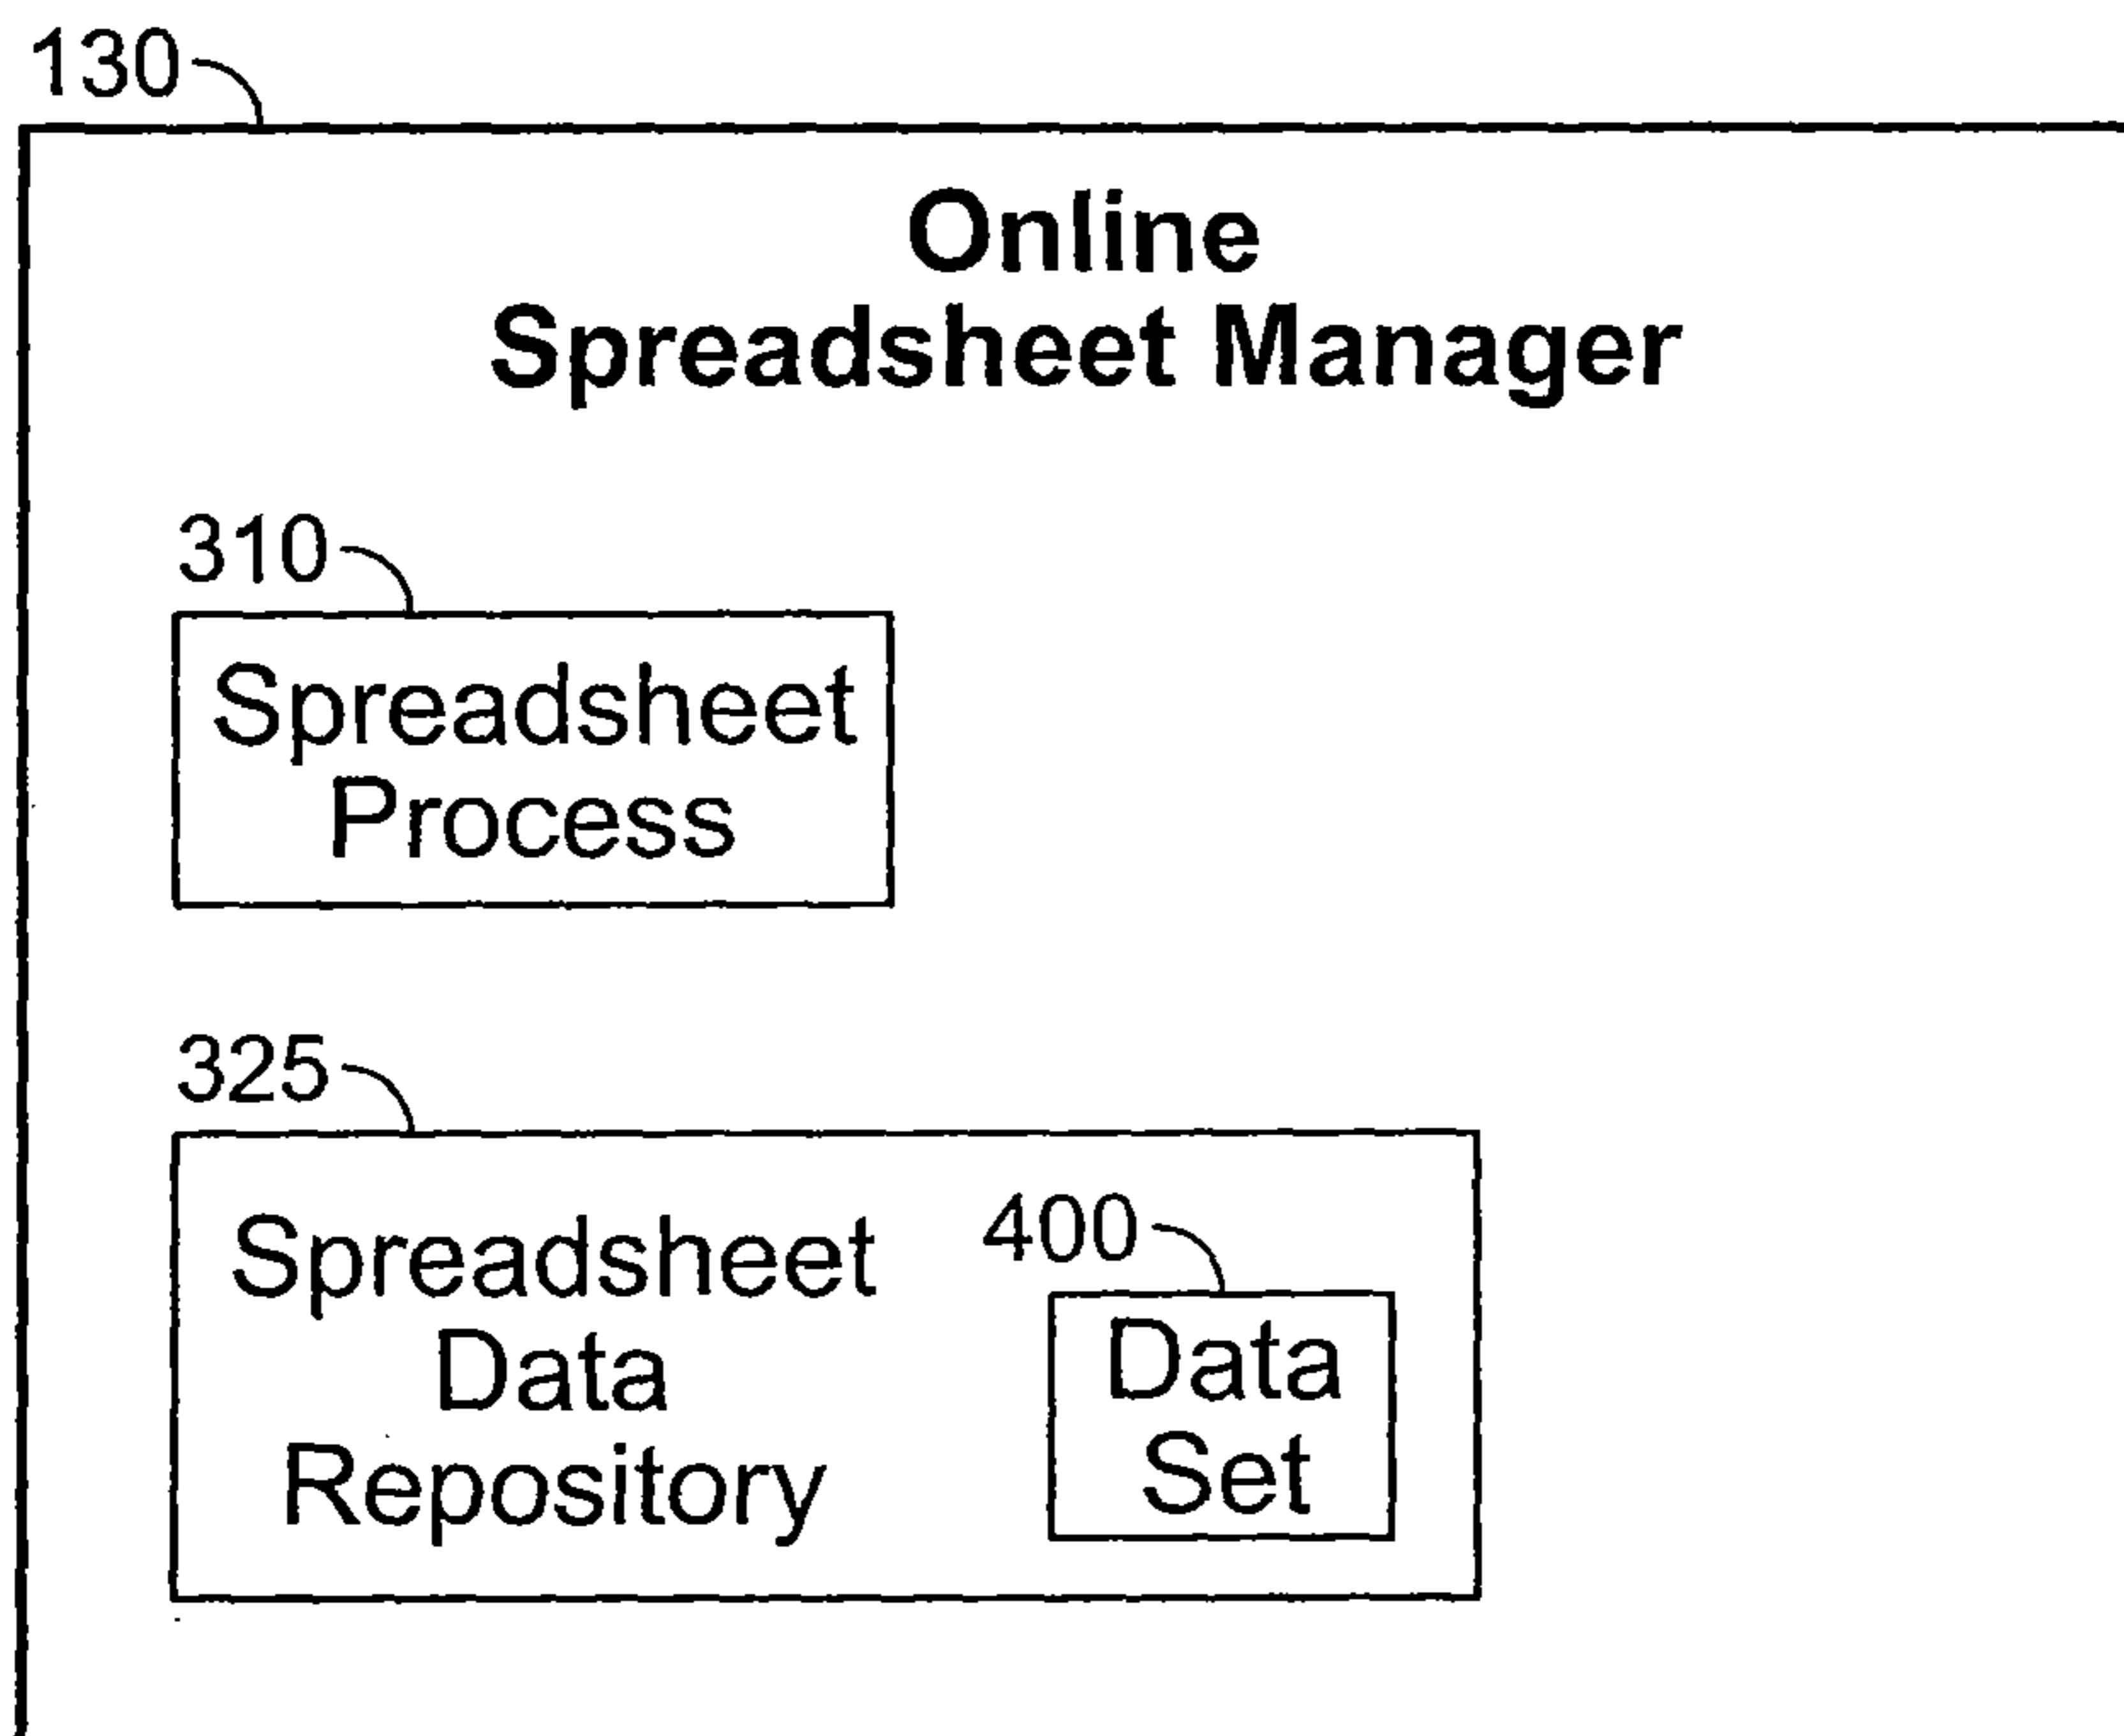 130
Online
Spreadsheet Manager
310
Spreadsheet
Process
325
Spreadsheet
Data
Repository
400
Data
Set